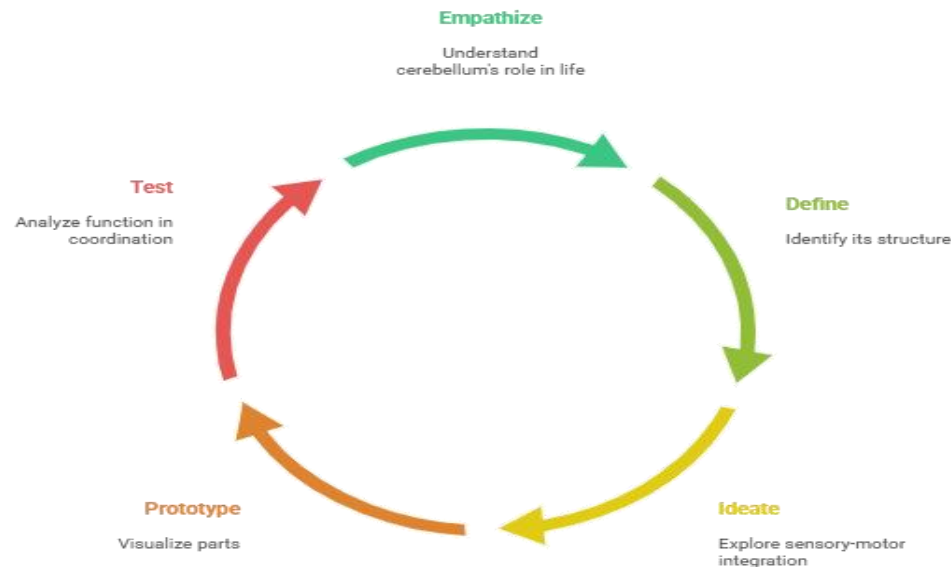 Empathize
Understand
cerebellum's role in life
Define
Identify its structure
Ideate
Explore sensory-motor
integration
Prototype
Visualize parts
Test
Analyze function in
coordination